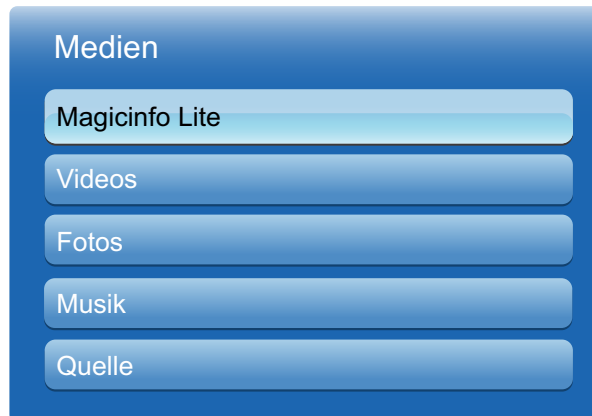 Medien
Magicinfo Lite
Videos
Fotos
Musik
Quelle